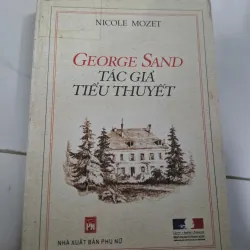 NICOLE MOZET
GEORGE SAND
TÁC GIẢ
TIỂU THUYẾT
NHÀ XUẤT BẢN PHỤ NỮ